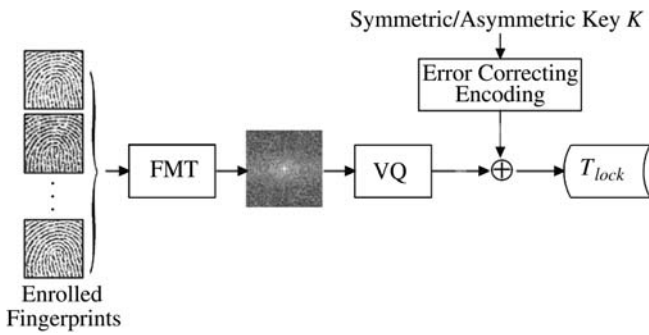 Symmetric/Asymmetric Key K
Error Correcting
Encoding
FMT
VQ
T_lock
Enrolled
Fingerprints